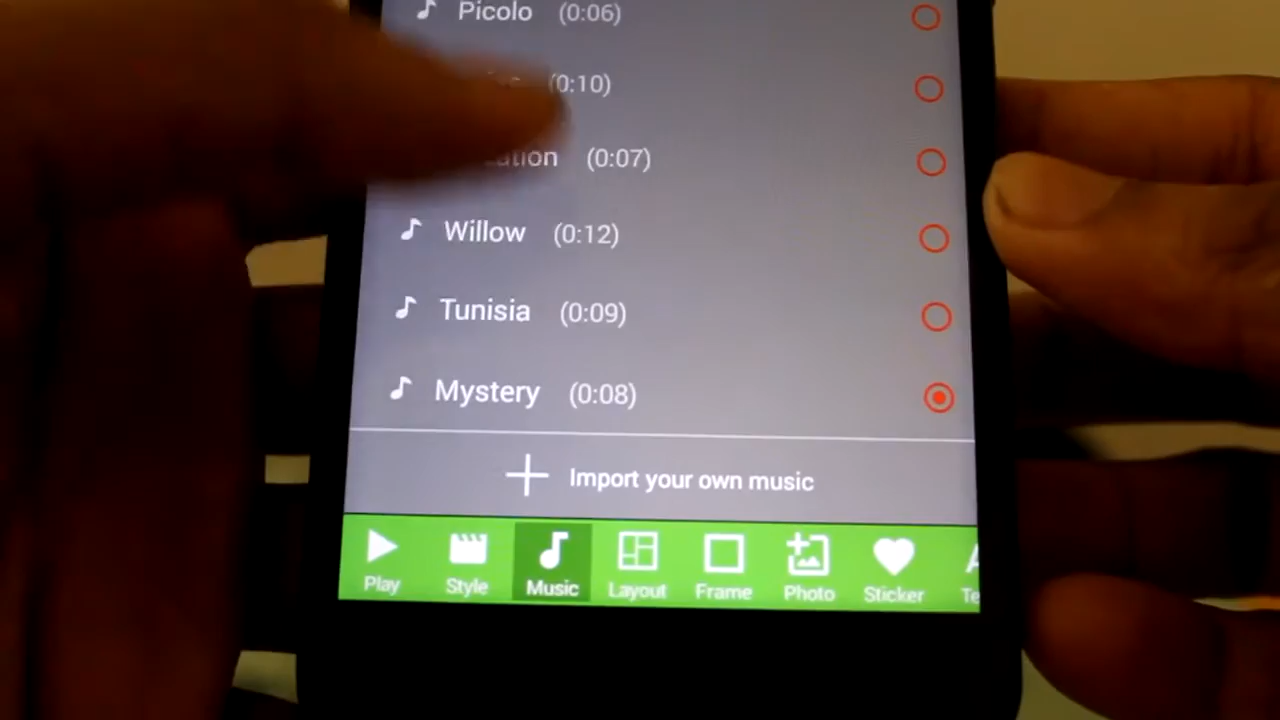 Picolo (0:06)
(0:10)
(0:07)
Willow (0:12)
Tunisia (0:09)
Mystery (0:08)
Import your own music
Play Style Music Layout Frame Photo Sticker